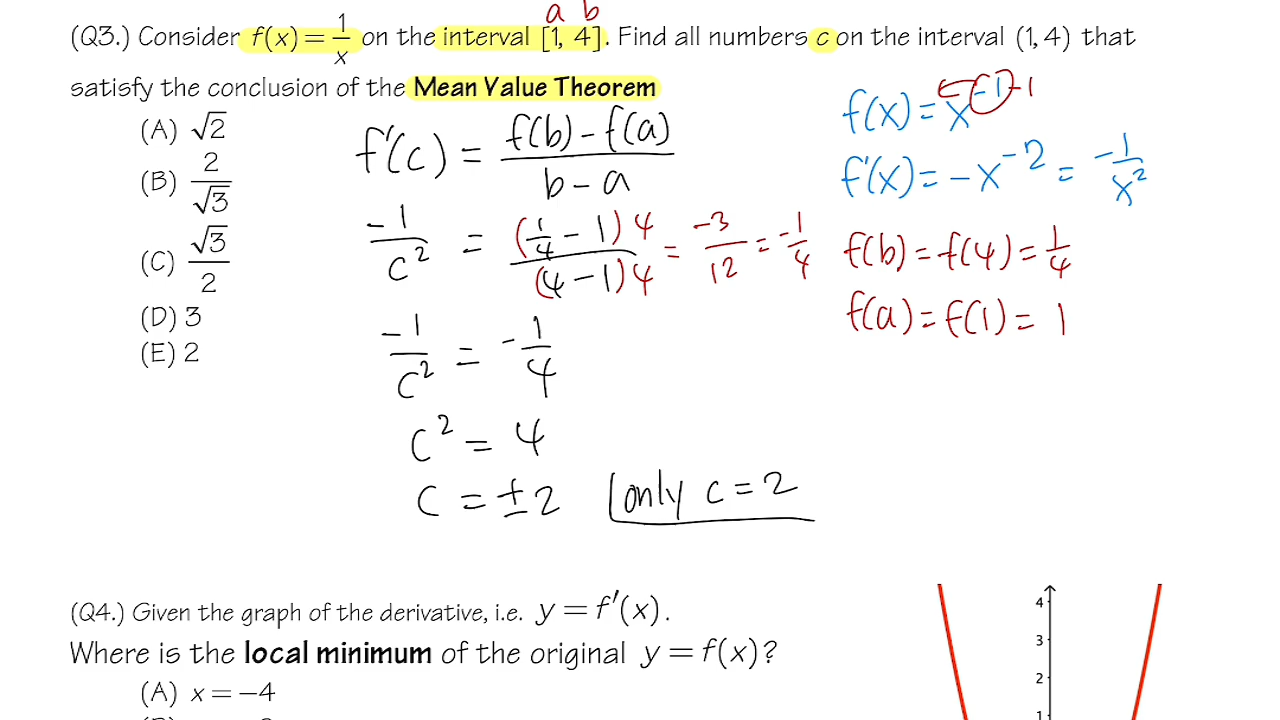 a b
(Q3.) Consider f(x) = 1/x on the interval [1, 4]. Find all numbers c on the interval (1, 4) that
satisfy the conclusion of the Mean Value Theorem
(A) √2
(B) 2/√3
(C) √3/2
(D) 3
(E) 2
f'(c) = (f(b) - f(a))/(b - a)
-1/c² = (1/4 - 1)4/(4 - 1)4 = -3/12 = -1/4
-1/c² = -1/4
c² = 4
c = ±2 only c = 2
f(x) = x⁻¹ -1
f'(x) = -x⁻² = -1/x²
f(b) = f(4) = 1/4
f(a) = f(1) = 1
(Q4.) Given the graph of the derivative, i.e. y = f'(x).
Where is the local minimum of the original y = f(x)?
(A) x = -4
4
3
2
1